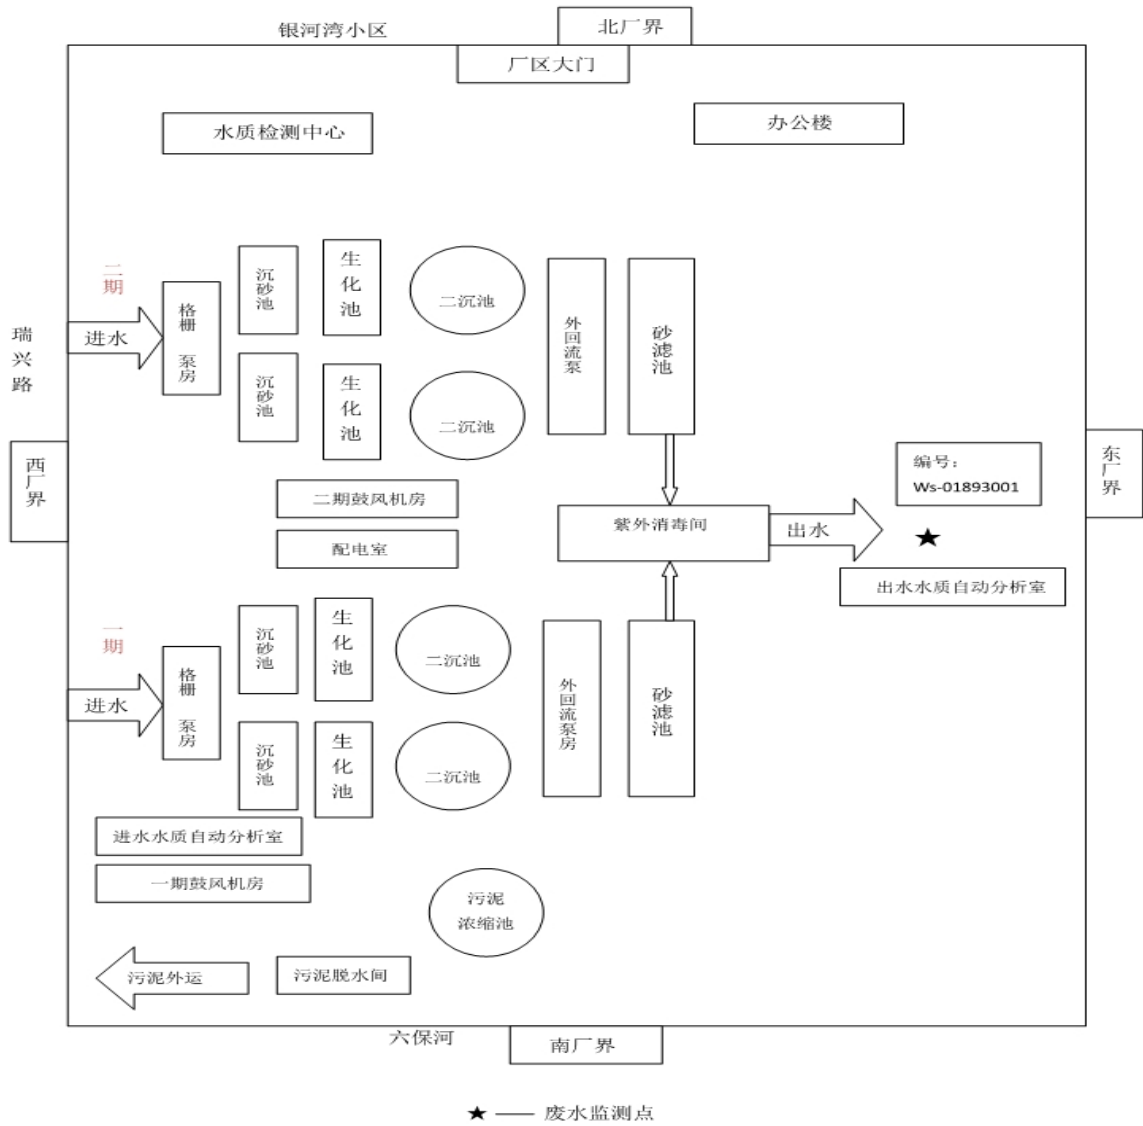 银河湾小区
北厂界
厂区大门
水质检测中心
办公楼
二期
进水
格栅
泵房
沉砂池
生化池
二沉池
沉砂池
生化池
二沉池
外回流泵
砂滤池
瑞兴路
西厂界
东厂界
编号:
Ws-01893001
二期鼓风机房
配电室
紫外消毒间
出水
★
出水水质自动分析室
一期
进水
格栅
泵房
沉砂池
生化池
二沉池
沉砂池
生化池
二沉池
外回流泵房
砂滤池
进水水质自动分析室
一期鼓风机房
污泥
浓缩池
污泥外运
污泥脱水间
六保河
南厂界
★ —— 废水监测点